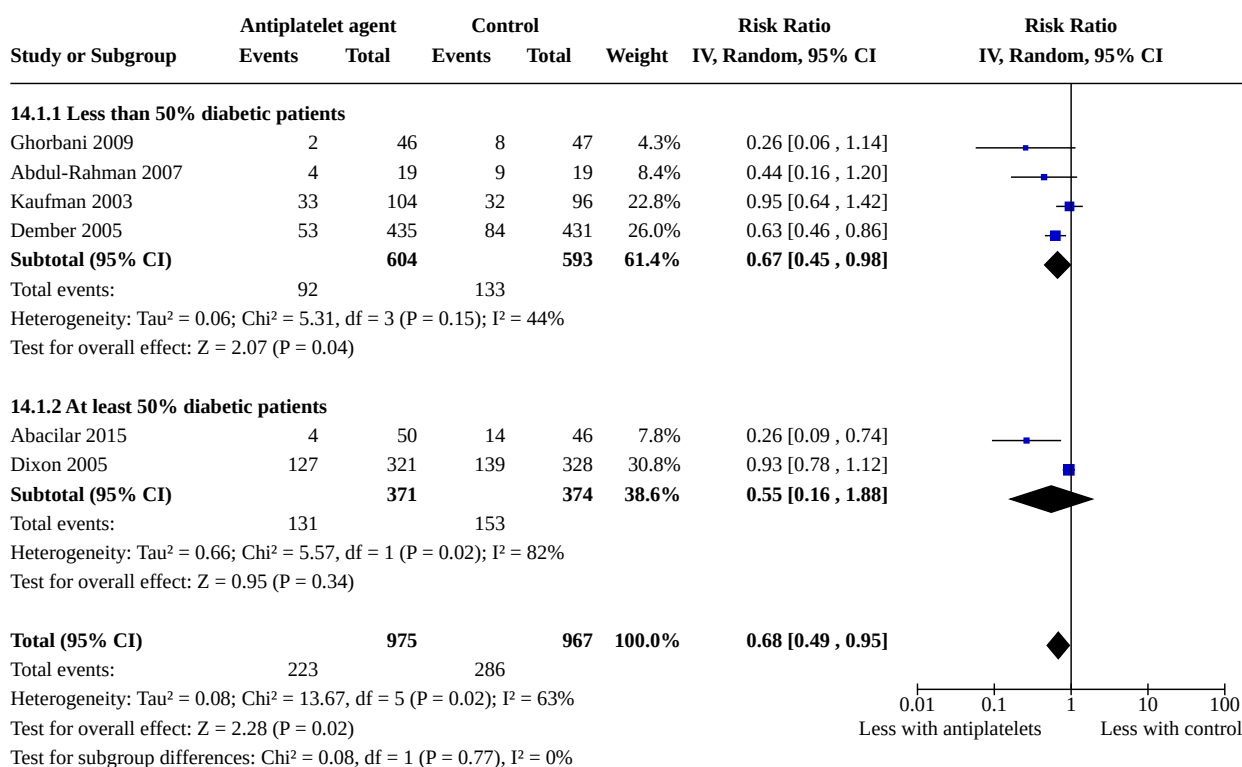 Antiplatelet agent Control Risk Ratio Risk Ratio
Study or Subgroup Events Total Events Total Weight IV, Random, 95% CI IV, Random, 95% CI
14.1.1 Less than 50% diabetic patients
Ghorbani 2009 2 46 8 47 4.3% 0.26 [0.06 , 1.14]
Abdul-Rahman 2007 4 19 9 19 8.4% 0.44 [0.16 , 1.20]
Kaufman 2003 33 104 32 96 22.8% 0.95 [0.64 , 1.42]
Dember 2005 53 435 84 431 26.0% 0.63 [0.46 , 0.86]
Subtotal (95% CI) 604 593 61.4% 0.67 [0.45 , 0.98]
Total events: 92 133
Heterogeneity: Tau² = 0.06; Chi² = 5.31, df = 3 (P = 0.15); I² = 44%
Test for overall effect: Z = 2.07 (P = 0.04)
14.1.2 At least 50% diabetic patients
Abacilar 2015 4 50 14 46 7.8% 0.26 [0.09 , 0.74]
Dixon 2005 127 321 139 328 30.8% 0.93 [0.78 , 1.12]
Subtotal (95% CI) 371 374 38.6% 0.55 [0.16 , 1.88]
Total events: 131 153
Heterogeneity: Tau² = 0.66; Chi² = 5.57, df = 1 (P = 0.02); I² = 82%
Test for overall effect: Z = 0.95 (P = 0.34)
Total (95% CI) 975 967 100.0% 0.68 [0.49 , 0.95]
Total events: 223 286
Heterogeneity: Tau² = 0.08; Chi² = 13.67, df = 5 (P = 0.02); I² = 63%
0.01 0.1 1 10 100
Test for overall effect: Z = 2.28 (P = 0.02)
Less with antiplatelets Less with control
Test for subgroup differences: Chi² = 0.08, df = 1 (P = 0.77), I² = 0%